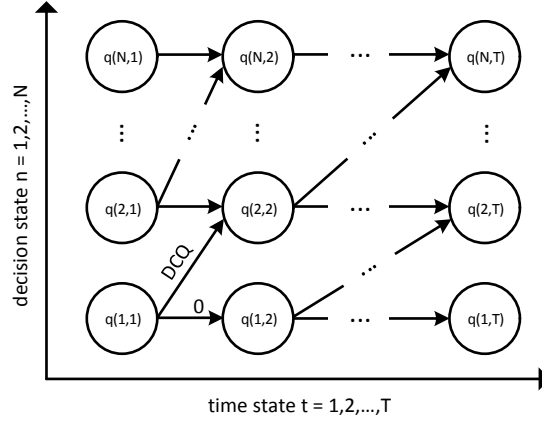 q(N,1) q(N,2) ... q(N,T)
... ... ... ... ...
q(2,1) q(2,2) ... q(2,T)
DCQ ...
q(1,1) 0 q(1,2) ... q(1,T)
decision state n = 1,2,...,N
time state t = 1,2,...,T